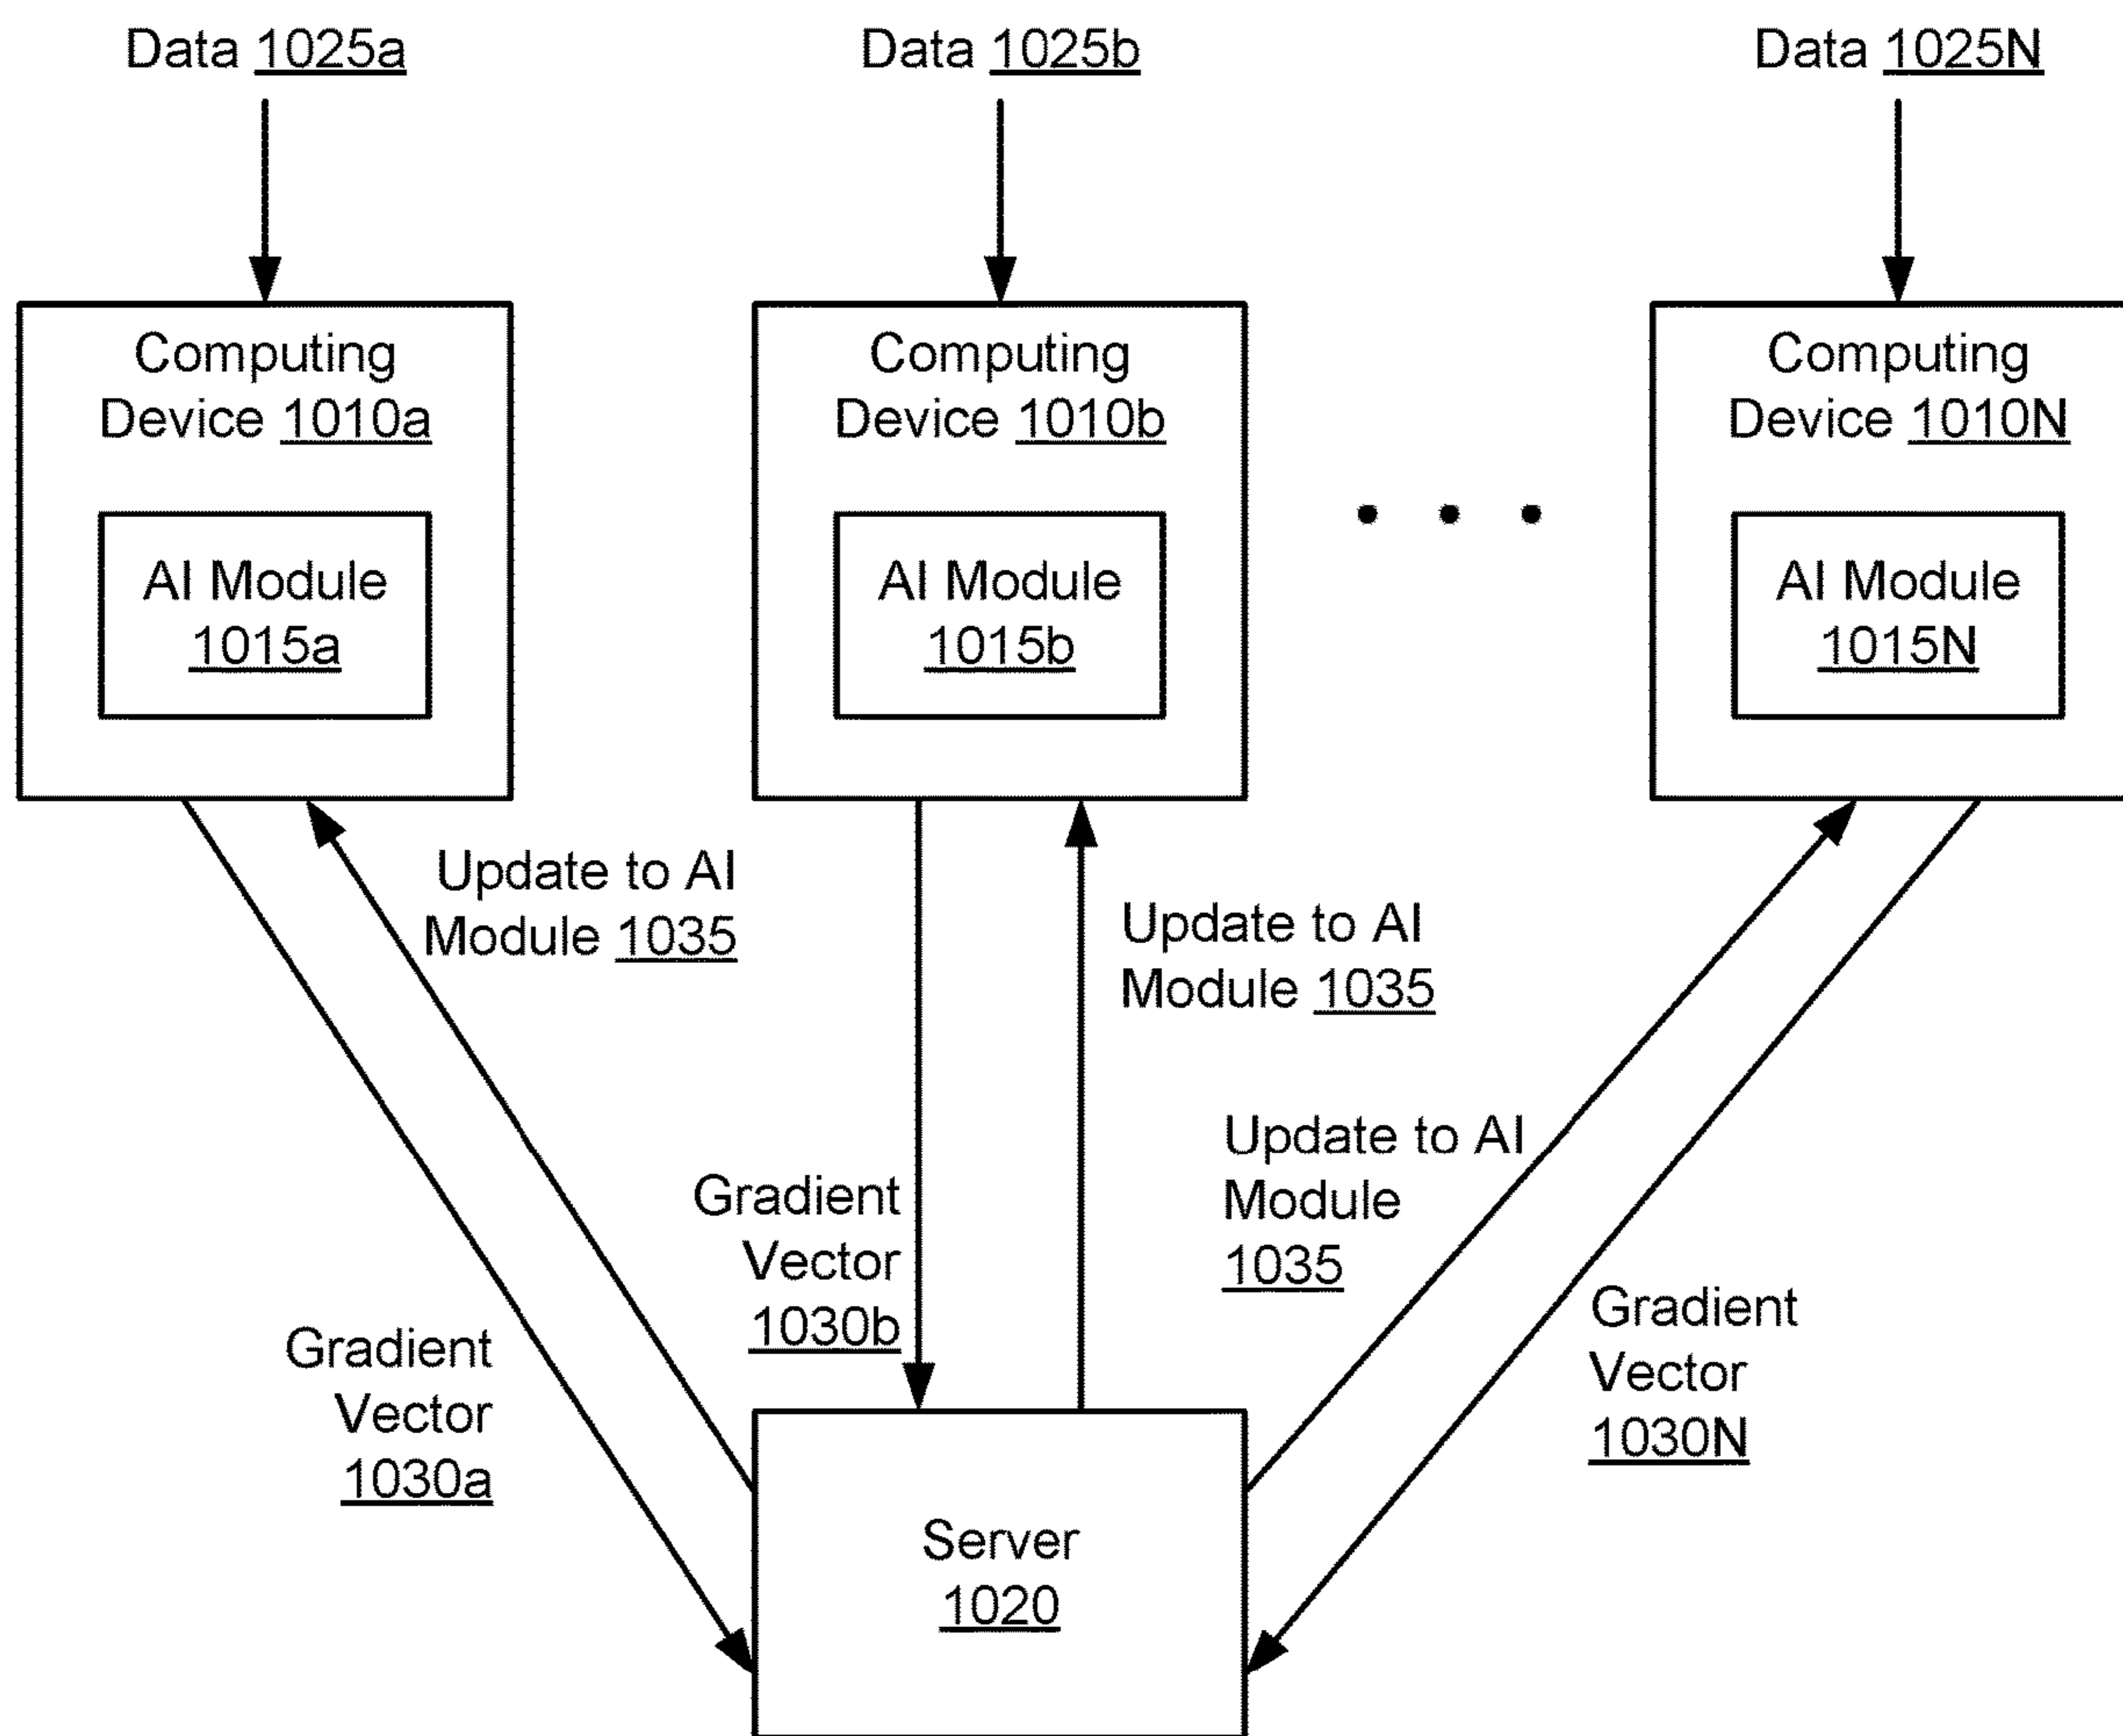 Data 1025a
Data 1025b
Data 1025N
Computing
Device 1010a
AI Module
1015a
Computing
Device 1010b
AI Module
1015b
Computing
Device 1010N
AI Module
1015N
Update to AI
Module 1035
Update to AI
Module 1035
Update to AI
Module
1035
Gradient
Vector
1030a
Gradient
Vector
1030b
Gradient
Vector
1030N
Server
1020